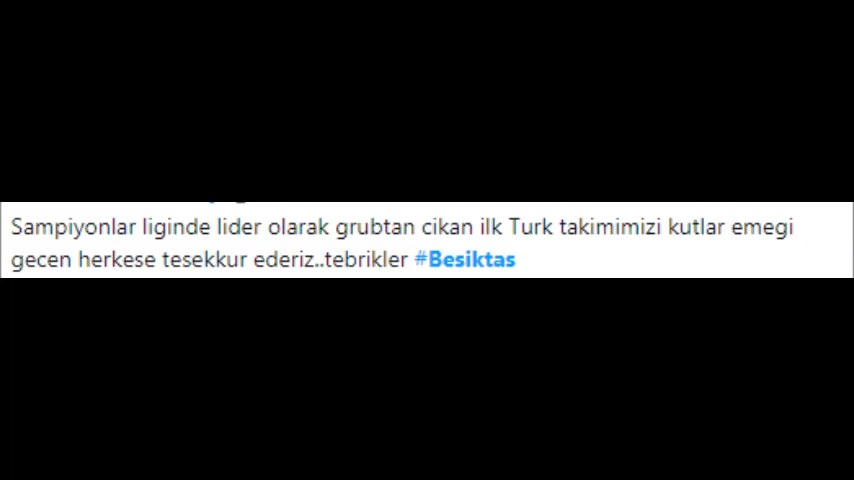 Sampiyonlar liginde lider olarak grubtan cikan ilk Turk takimimizi kutlar emegi
gecen herkese tesekkur ederiz..tebrikler #Besiktas